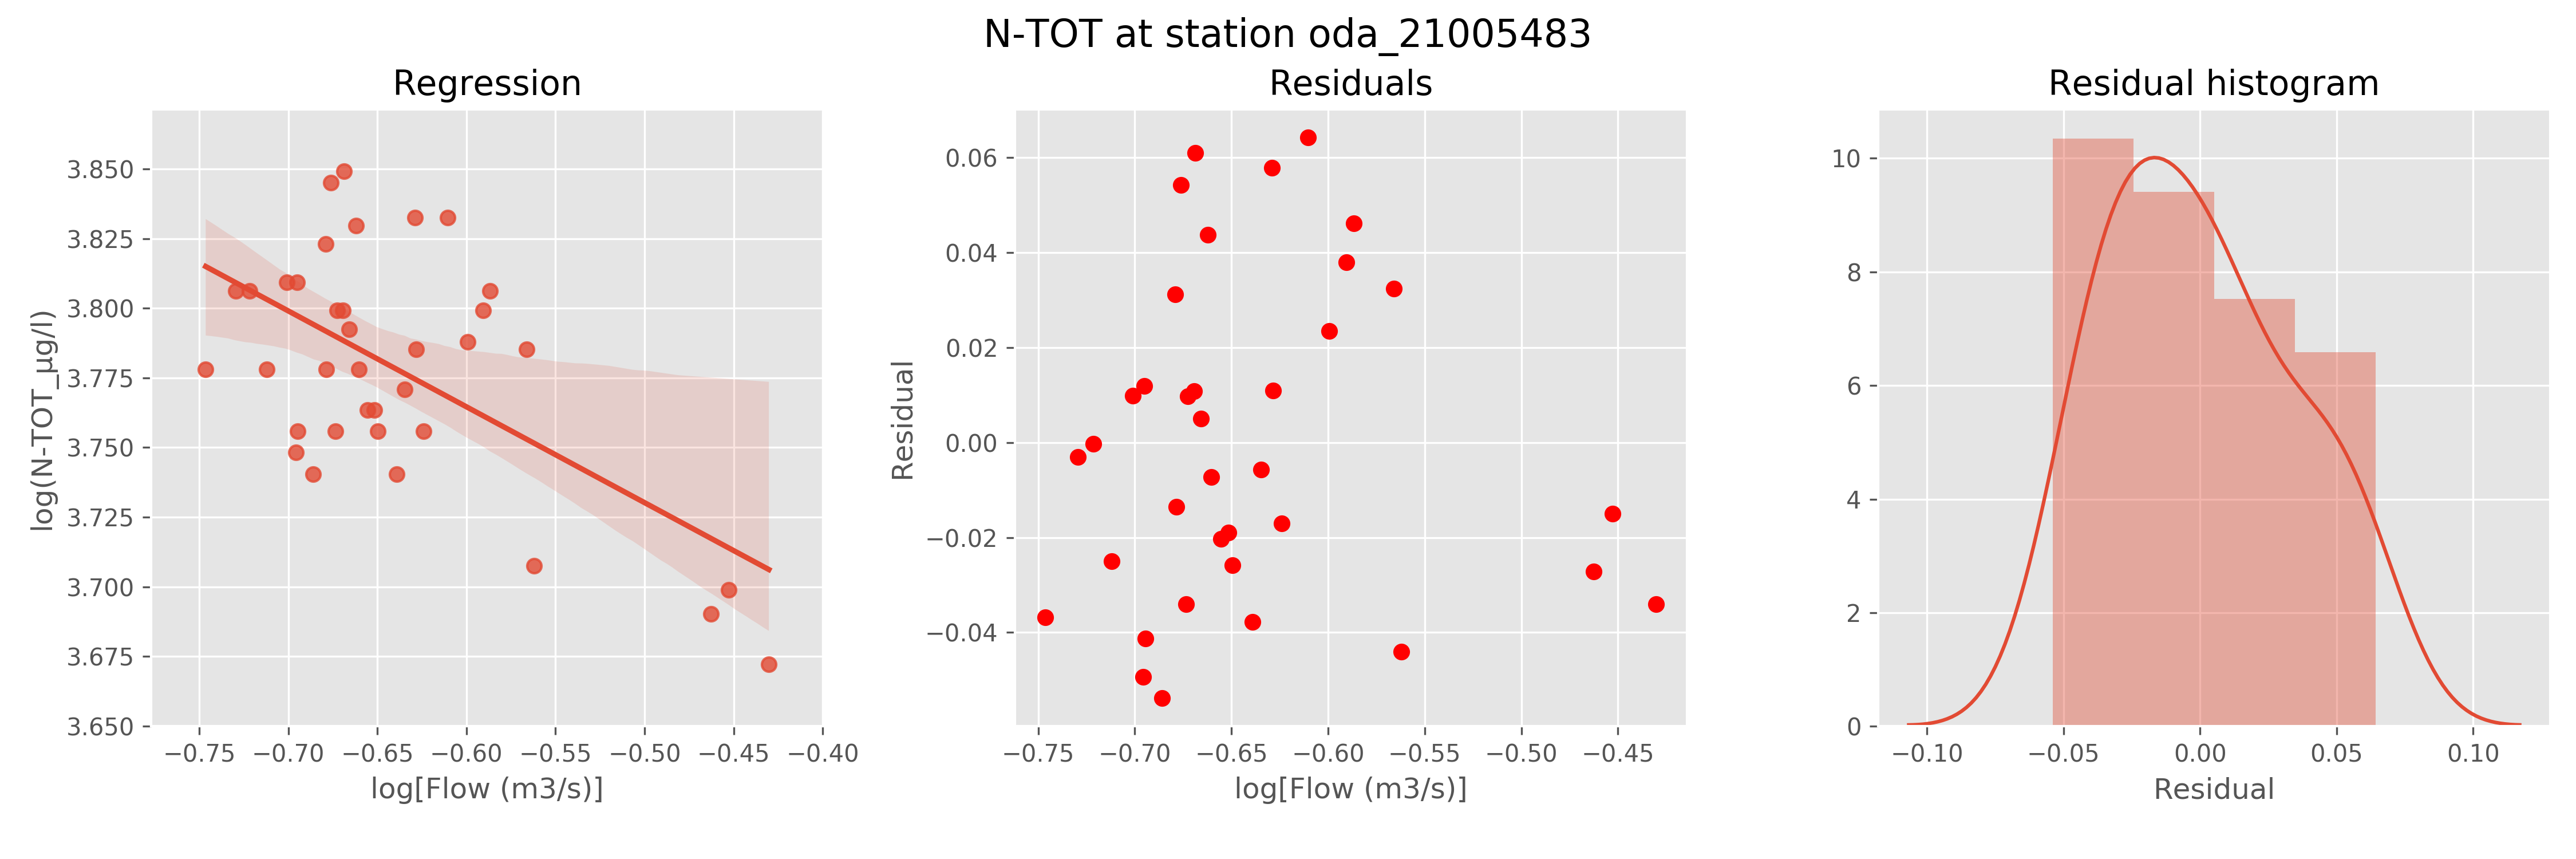 N-TOT at station oda_21005483
Regression
3.850
3.825
3.800
3.775
3.750
3.725
3.700
3.675
3.650
log(N-TOT_µg/l)
−0.75 −0.70 −0.65 −0.60 −0.55 −0.50 −0.45 −0.40
log[Flow (m3/s)]
Residuals
0.06
0.04
0.02
0.00
−0.02
−0.04
Residual
−0.75 −0.70 −0.65 −0.60 −0.55 −0.50 −0.45
log[Flow (m3/s)]
Residual histogram
10
8
6
4
2
0
−0.10 −0.05 0.00 0.05 0.10
Residual